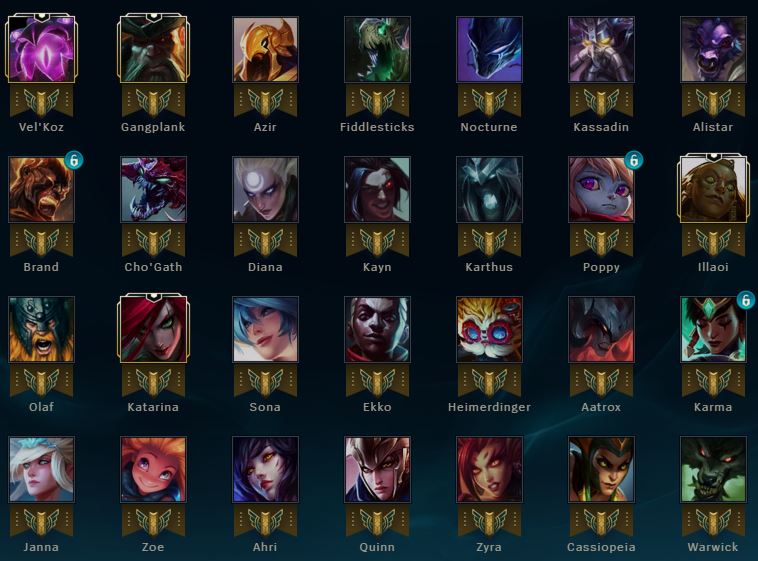 Vel'Koz Gangplank Azir Fiddlesticks Nocturne Kassadin Alistar
6 6
Brand Cho'Gath Diana Kayn Karthus Poppy Illaoi
6
Olaf Katarina Sona Ekko Heimerdinger Aatrox Karma
Janna Zoe Ahri Quinn Zyra Cassiopeia Warwick